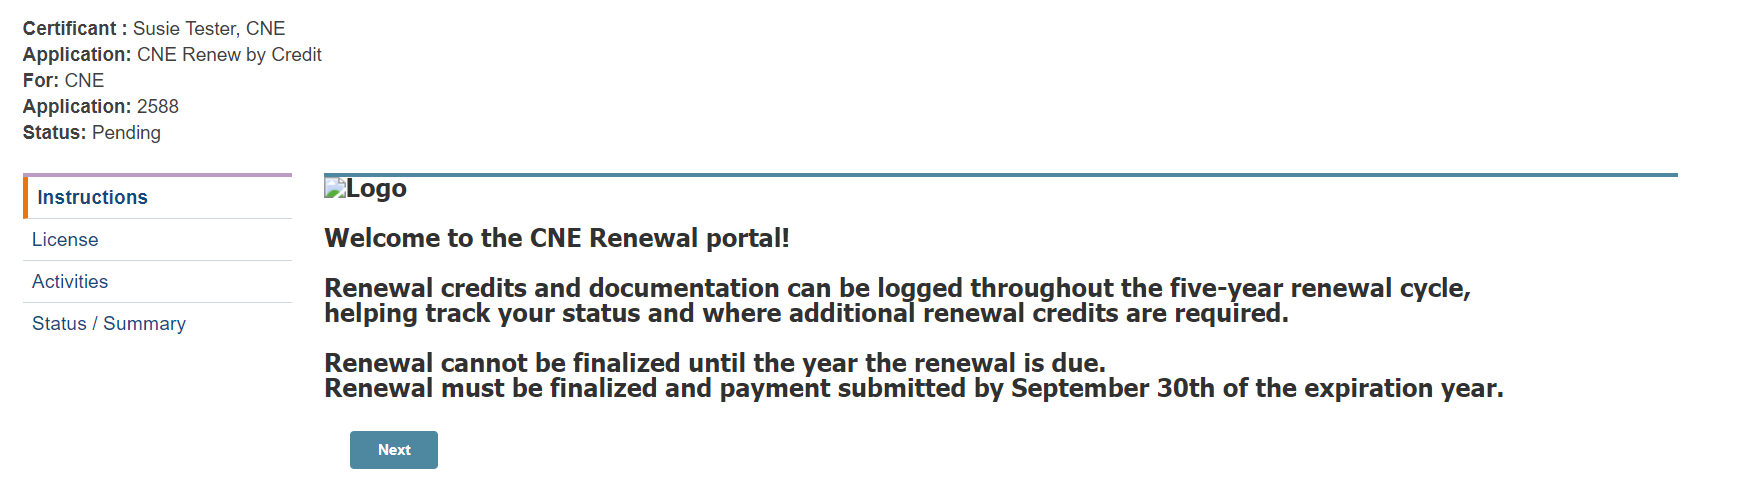 Certificant : Susie Tester, CNE
Application: CNE Renew by Credit
For: CNE
Application: 2588
Status: Pending
Instructions
License
Activities
Status / Summary
Logo
Welcome to the CNE Renewal portal!
Renewal credits and documentation can be logged throughout the five-year renewal cycle,
helping track your status and where additional renewal credits are required.
Renewal cannot be finalized until the year the renewal is due.
Renewal must be finalized and payment submitted by September 30th of the expiration year.
Next